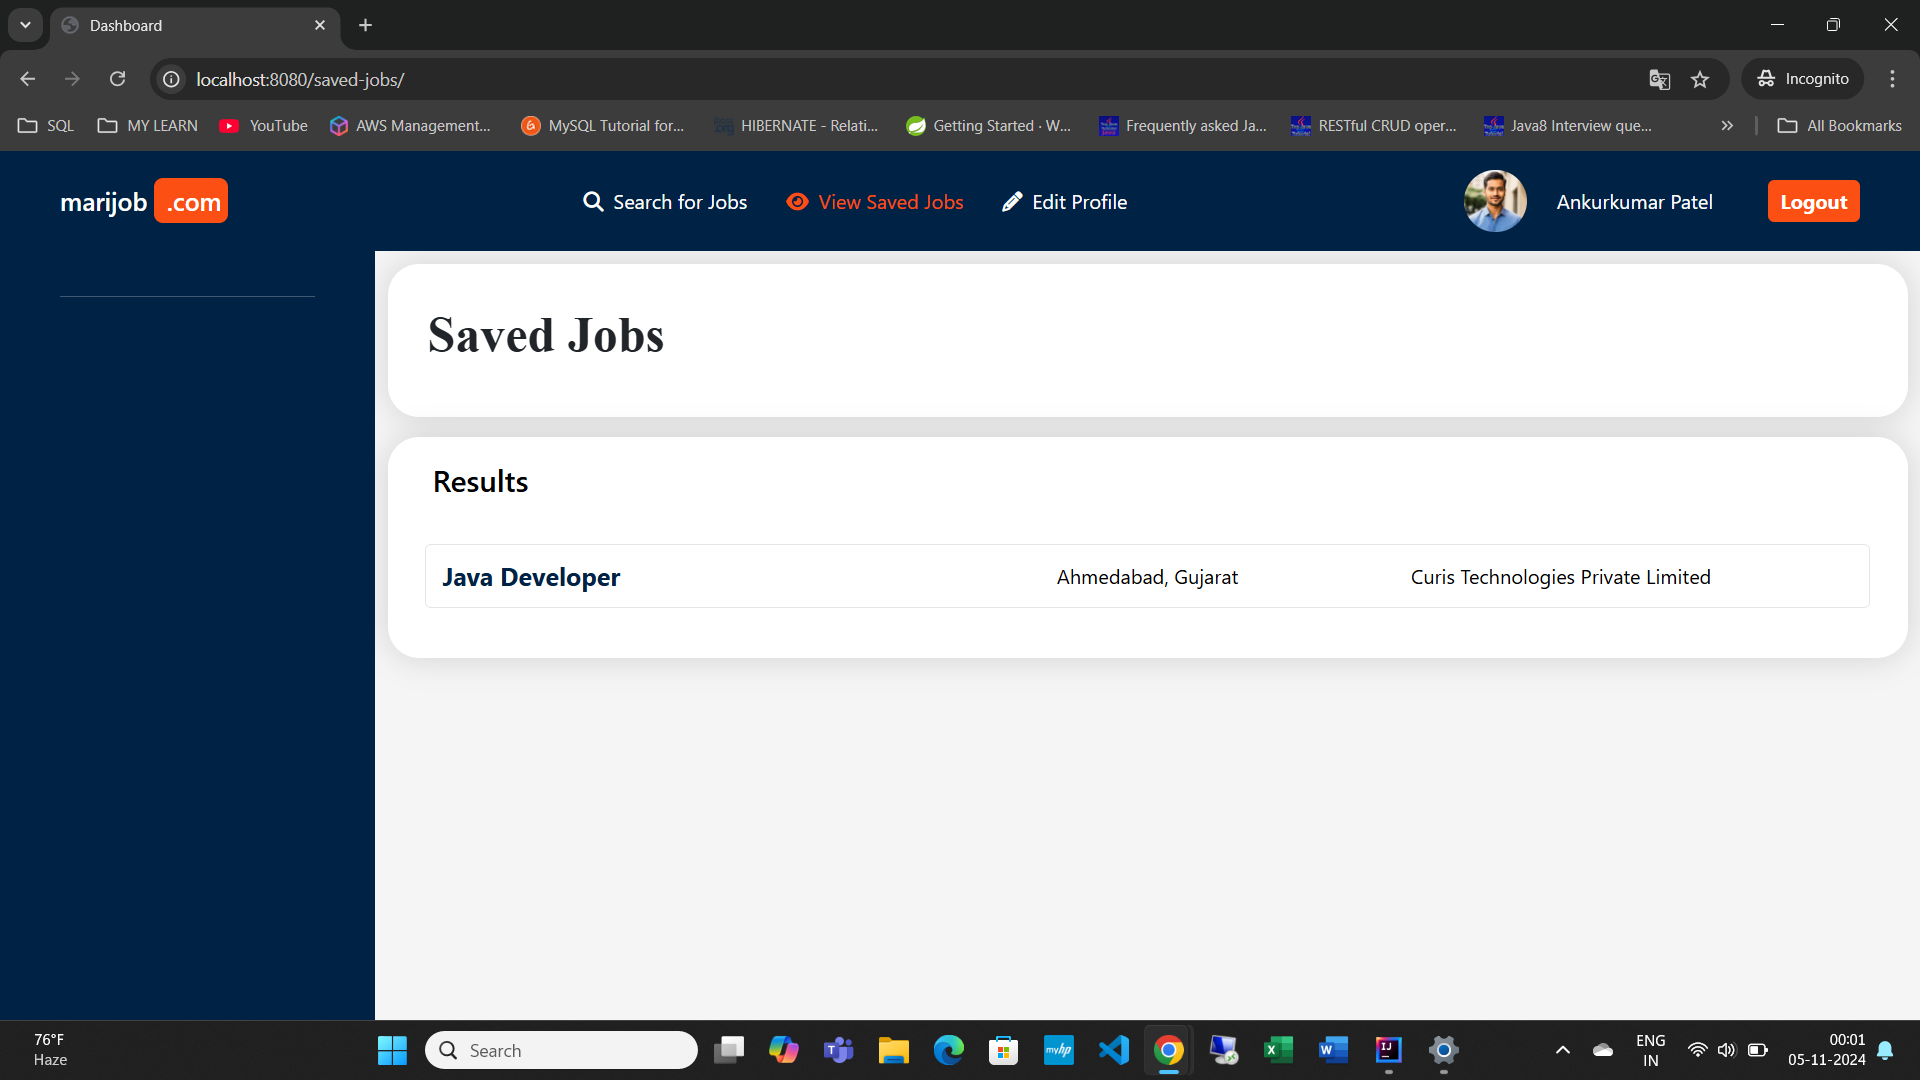 Dashboard
localhost:8080/saved-jobs/
Incognito
SQL
MY LEARN
YouTube
AWS Management...
MySQL Tutorial for...
HIBERNATE - Relati...
Getting Started · W...
Frequently asked Ja...
RESTful CRUD oper...
Java8 Interview que...
All Bookmarks
marijob .com
Search for Jobs
View Saved Jobs
Edit Profile
Ankurkumar Patel
Logout
Saved Jobs
Results
Java Developer
Ahmedabad, Gujarat
Curis Technologies Private Limited
76°F
Haze
Search
ENG
IN
00:01
05-11-2024